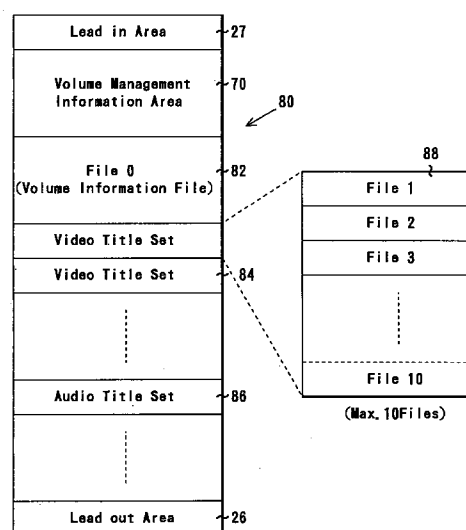 Lead in Area
27
Volume Management
Information Area
70
80
File 0
(Volume Information File)
82
Video Title Set
Video Title Set
84
Audio Title Set
86
Lead out Area
26
88
File 1
File 2
File 3
File 10
(Max. 10Files)